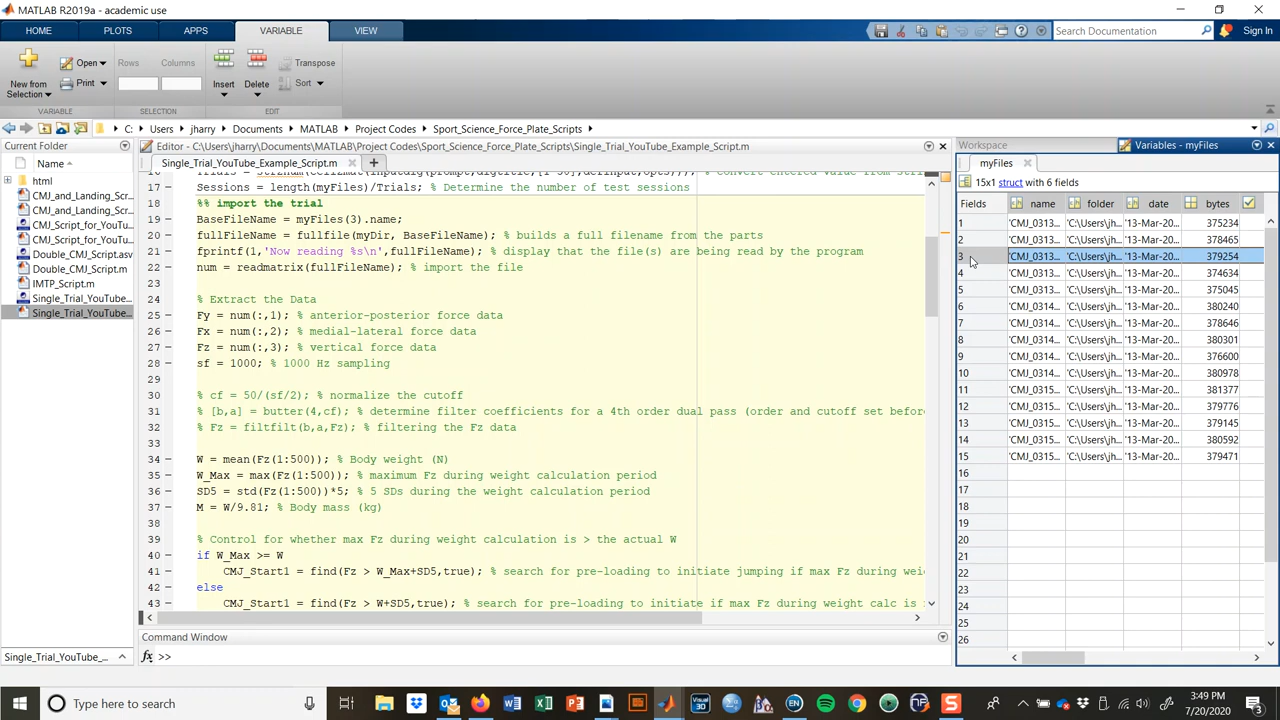 MATLAB R2019a - academic use
HOME PLOTS APPS VARIABLE VIEW
Search Documentation
Sign In
New from
Selection
Open
Print
Rows Columns
Insert
Delete
Transpose
Sort
VARIABLE SELECTION EDIT
C: Users jharry Documents MATLAB Project Codes Sport_Science_Force_Plate_Scripts
Current Folder
Name
html
CMJ_and_Landing_Scr...
CMJ_and_Landing_Scr...
CMJ_Script_for_YouTu...
CMJ_Script_for_YouTu...
Double_CMJ_Script.asv
Double_CMJ_Script.m
IMTP_Script.m
Single_Trial_YouTube...
Single_Trial_YouTube...
Single_Trial_YouTube_...
Editor - C:\Users\jharry\Documents\MATLAB\Project Codes\Sport_Science_Force_Plate_Scripts\Single_Trial_YouTube_Example_Script.m
Single_Trial_YouTube_Example_Script.m
17 Sessions = length(myFiles)/Trials; % Determine the number of test sessions
18 %% import the trial
19 BaseFileName = myFiles(3).name;
20 fullFileName = fullfile(myDir, BaseFileName); % builds a full filename from the parts
21 fprintf(1,'Now reading %s\n',fullFileName); % display that the file(s) are being read by the program
22 num = readmatrix(fullFileName); % import the file
23
24 % Extract the Data
25 Fy = num(:,1); % anterior-posterior force data
26 Fx = num(:,2); % medial-lateral force data
27 Fz = num(:,3); % vertical force data
28 sf = 1000; % 1000 Hz sampling
29
30 % cf = 50/(sf/2); % normalize the cutoff
31 % [b,a] = butter(4,cf); % determine filter coefficients for a 4th order dual pass (order and cutoff set before
32 % Fz = filtfilt(b,a,Fz); % filtering the Fz data
33
34 W = mean(Fz(1:500)); % Body weight (N)
35 W_Max = max(Fz(1:500)); % maximum Fz during weight calculation period
36 SD5 = std(Fz(1:500))*5; % 5 SDs during the weight calculation period
37 M = W/9.81; % Body mass (kg)
38
39 % Control for whether max Fz during weight calculation is > the actual W
40 if W_Max >= W
41 CMJ_Start1 = find(Fz > W_Max+SD5,true); % search for pre-loading to initiate jumping if max Fz during wei
42 else
43 CMJ_Start1 = find(Fz > W+SD5,true); % search for pre-loading to initiate if max Fz during weight calc is
Command Window
fx >>
Workspace
Variables - myFiles
myFiles
15x1 struct with 6 fields
Fields name folder date bytes
1 'CMJ_0313... 'C:\Users\jh... '13-Mar-20... 375234
2 'CMJ_0313... 'C:\Users\jh... '13-Mar-20... 378465
3 'CMJ_0313... 'C:\Users\jh... '13-Mar-20... 379254
4 'CMJ_0313... 'C:\Users\jh... '13-Mar-20... 374634
5 'CMJ_0313... 'C:\Users\jh... '13-Mar-20... 375045
6 'CMJ_0314... 'C:\Users\jh... '13-Mar-20... 380240
7 'CMJ_0314... 'C:\Users\jh... '13-Mar-20... 378646
8 'CMJ_0314... 'C:\Users\jh... '13-Mar-20... 380301
9 'CMJ_0314... 'C:\Users\jh... '13-Mar-20... 376600
10 'CMJ_0314... 'C:\Users\jh... '13-Mar-20... 380978
11 'CMJ_0315... 'C:\Users\jh... '13-Mar-20... 381377
12 'CMJ_0315... 'C:\Users\jh... '13-Mar-20... 379776
13 'CMJ_0315... 'C:\Users\jh... '13-Mar-20... 379145
14 'CMJ_0315... 'C:\Users\jh... '13-Mar-20... 380592
15 'CMJ_0315... 'C:\Users\jh... '13-Mar-20... 379471
16
17
18
19
20
21
22
23
24
25
26
Type here to search
3:49 PM
7/20/2020